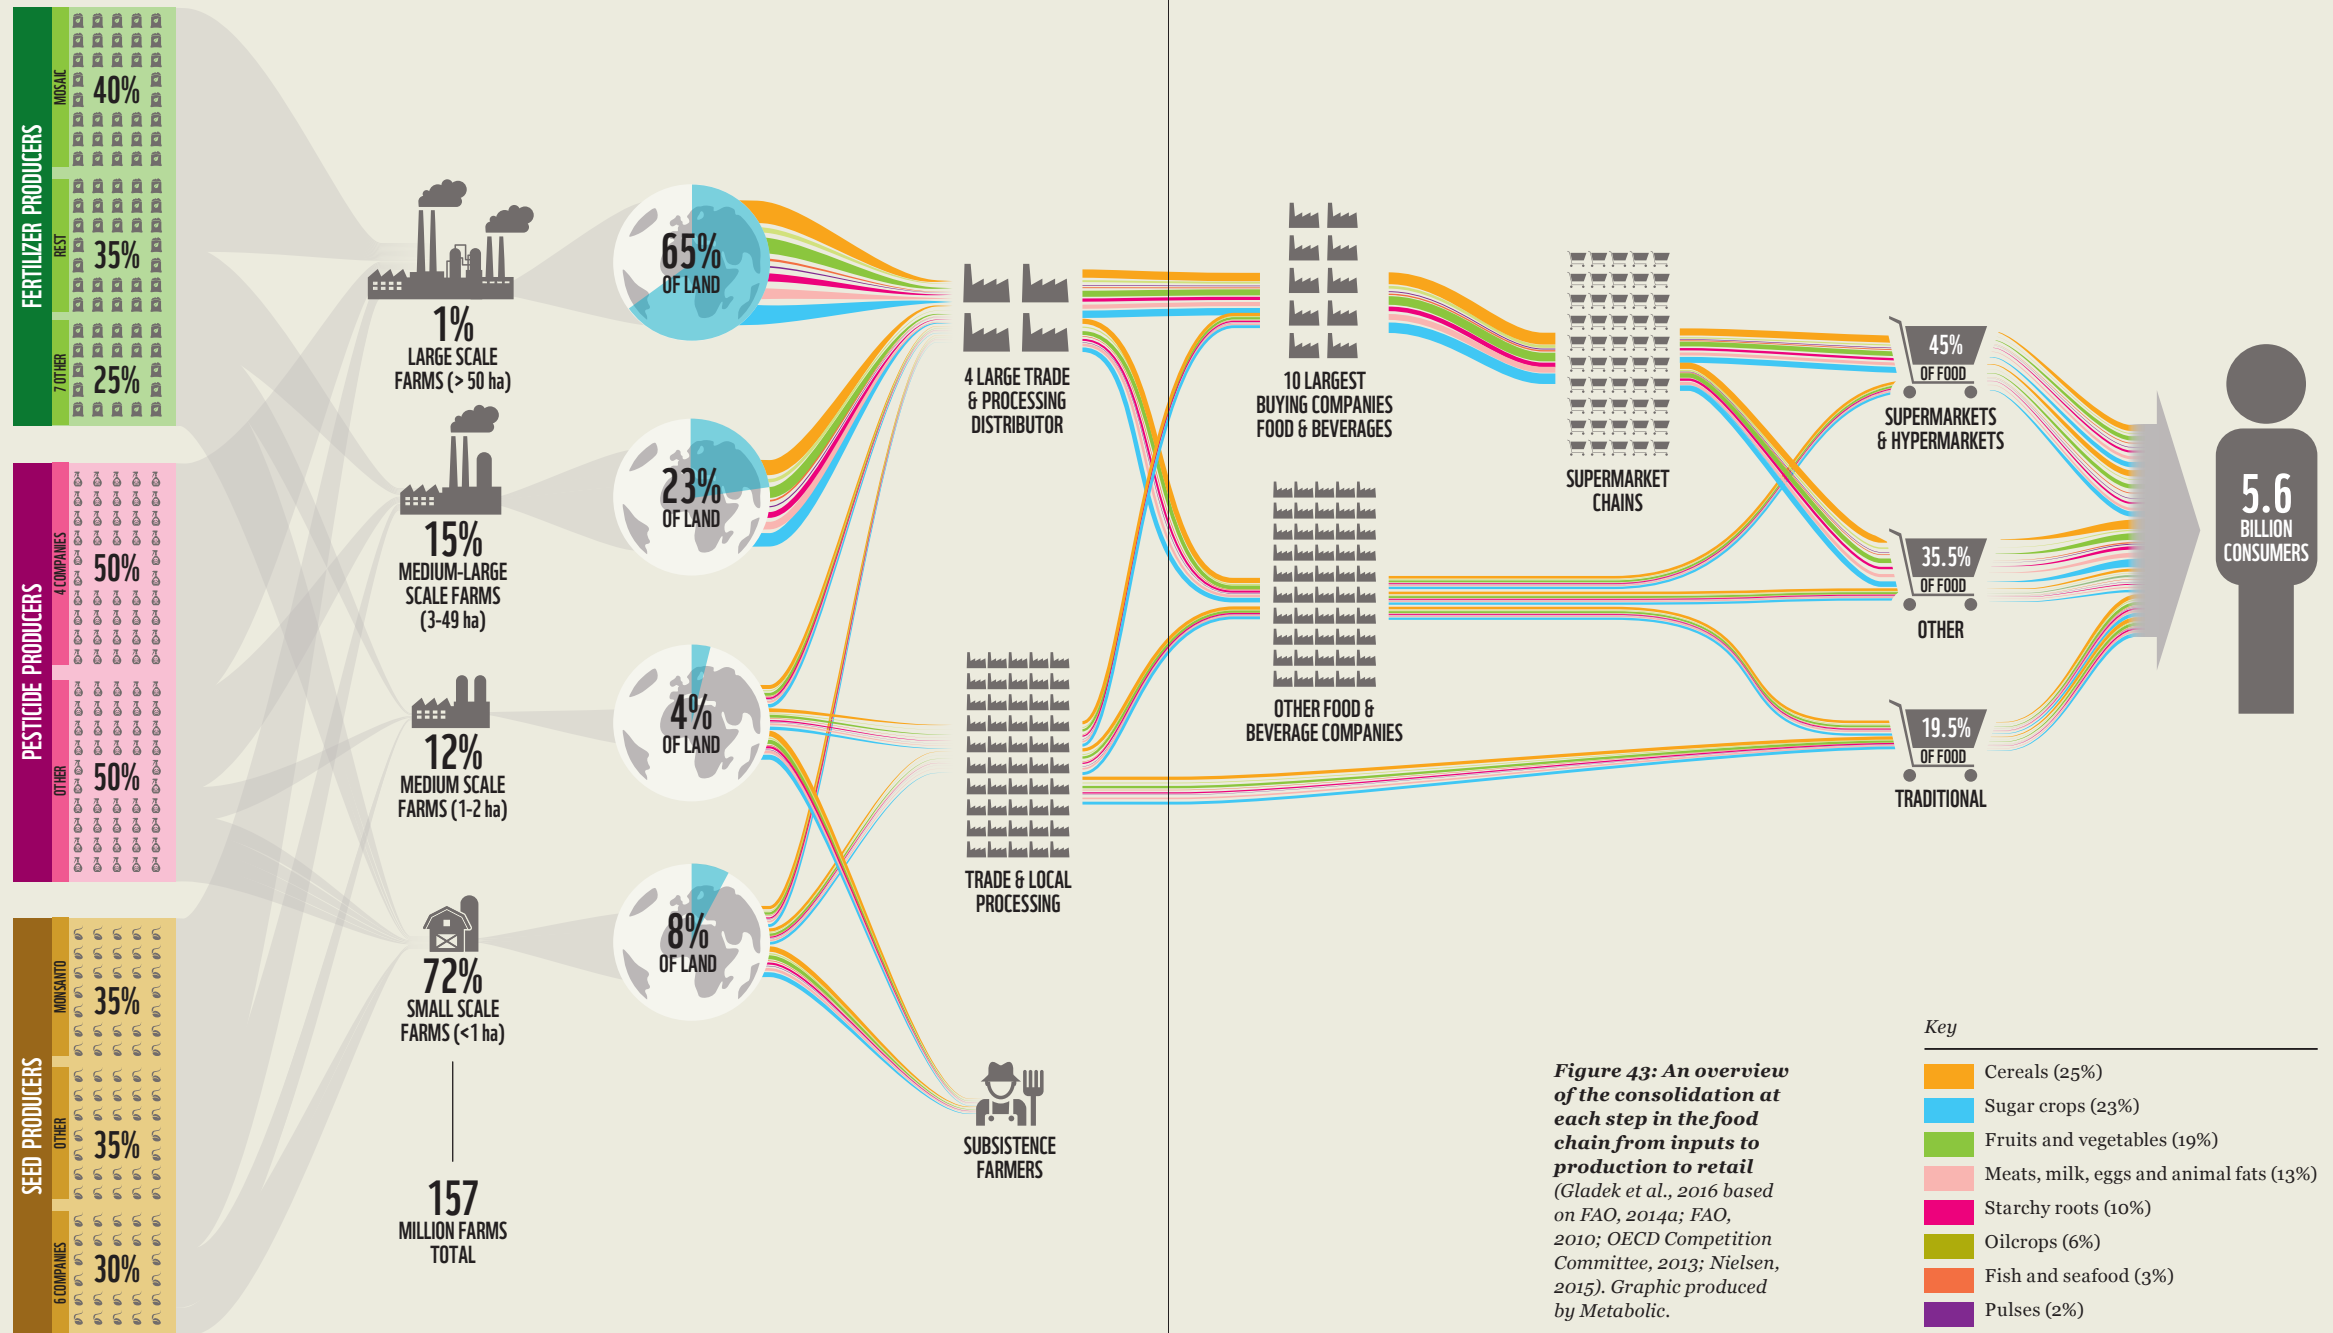 FERTILIZER PRODUCERS
MOSAIC
40%
REST
35%
7 OTHER
25%
PESTICIDE PRODUCERS
4 COMPANIES
50%
OTHER
50%
SEED PRODUCERS
MONSANTO
35%
OTHER
35%
6 COMPANIES
30%
1%
LARGE SCALE
FARMS (> 50 ha)
15%
MEDIUM-LARGE
SCALE FARMS
(3-49 ha)
12%
MEDIUM SCALE
FARMS (1-2 ha)
72%
SMALL SCALE
FARMS (<1 ha)
157
MILLION FARMS
TOTAL
65%
OF LAND
23%
OF LAND
4%
OF LAND
8%
OF LAND
4 LARGE TRADE
& PROCESSING
DISTRIBUTOR
TRADE & LOCAL
PROCESSING
SUBSISTENCE
FARMERS
10 LARGEST
BUYING COMPANIES
FOOD & BEVERAGES
OTHER FOOD &
BEVERAGE COMPANIES
SUPERMARKET
CHAINS
45%
OF FOOD
SUPERMARKETS
& HYPERMARKETS
35.5%
OF FOOD
OTHER
19.5%
OF FOOD
TRADITIONAL
5.6
BILLION
CONSUMERS
Figure 43: An overview
of the consolidation at
each step in the food
chain from inputs to
production to retail
(Gladek et al., 2016 based
on FAO, 2014a; FAO,
2010; OECD Competition
Committee, 2013; Nielsen,
2015). Graphic produced
by Metabolic.
Key
Cereals (25%)
Sugar crops (23%)
Fruits and vegetables (19%)
Meats, milk, eggs and animal fats (13%)
Starchy roots (10%)
Oilcrops (6%)
Fish and seafood (3%)
Pulses (2%)